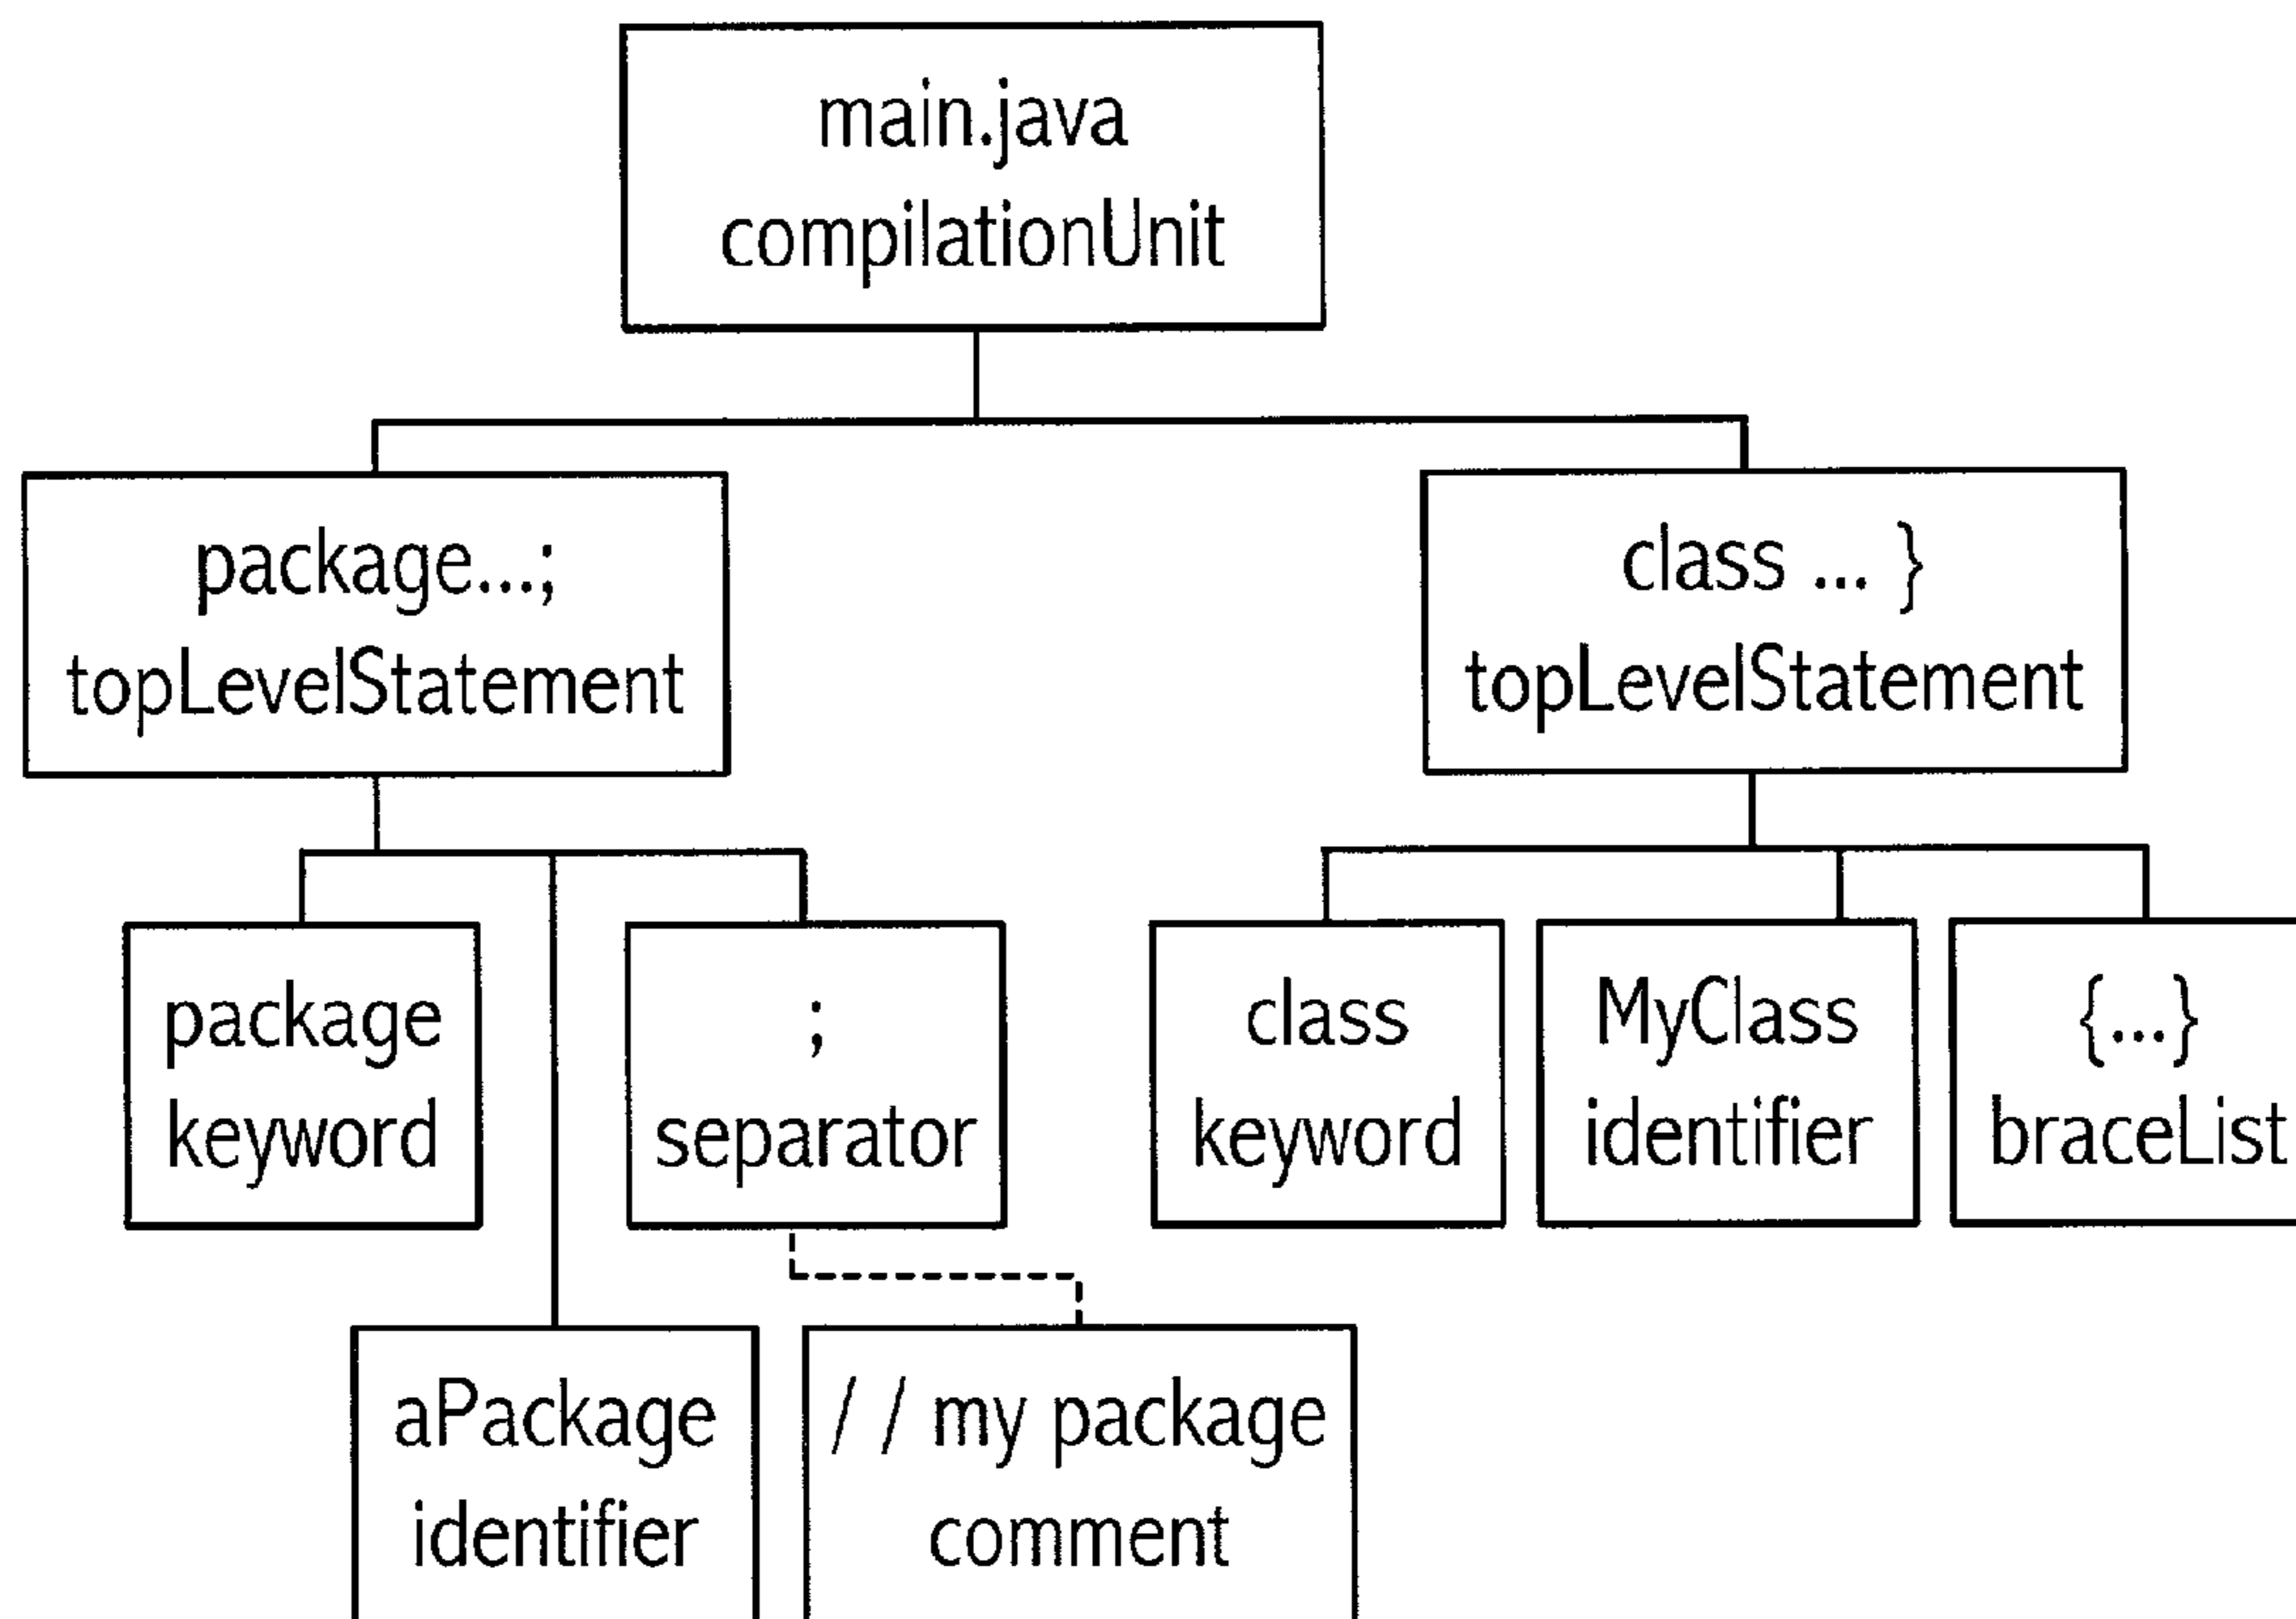 main.java
compilationUnit
package...;
topLevelStatement
class ... }
topLevelStatement
package
keyword
;
separator
class
keyword
MyClass
identifier
{...}
braceList
aPackage
identifier
/ / my package
comment